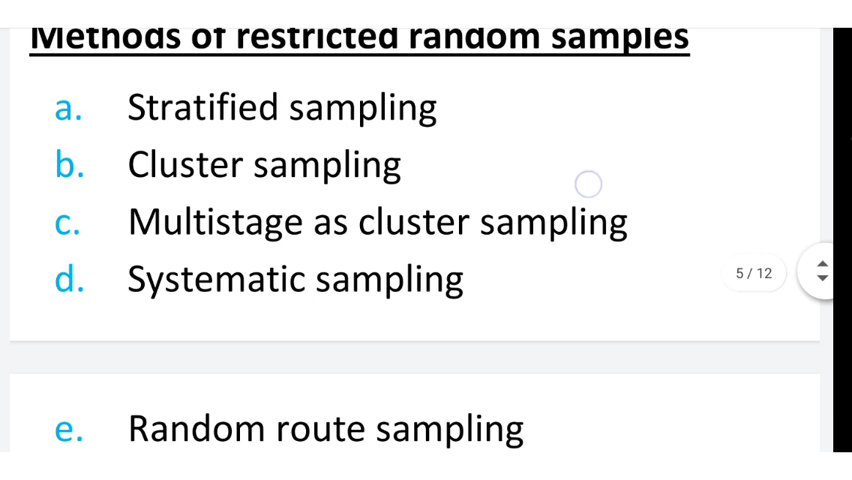 Methods of restricted random samples
a. Stratified sampling
b. Cluster sampling
c. Multistage as cluster sampling
d. Systematic sampling
5 / 12
e. Random route sampling